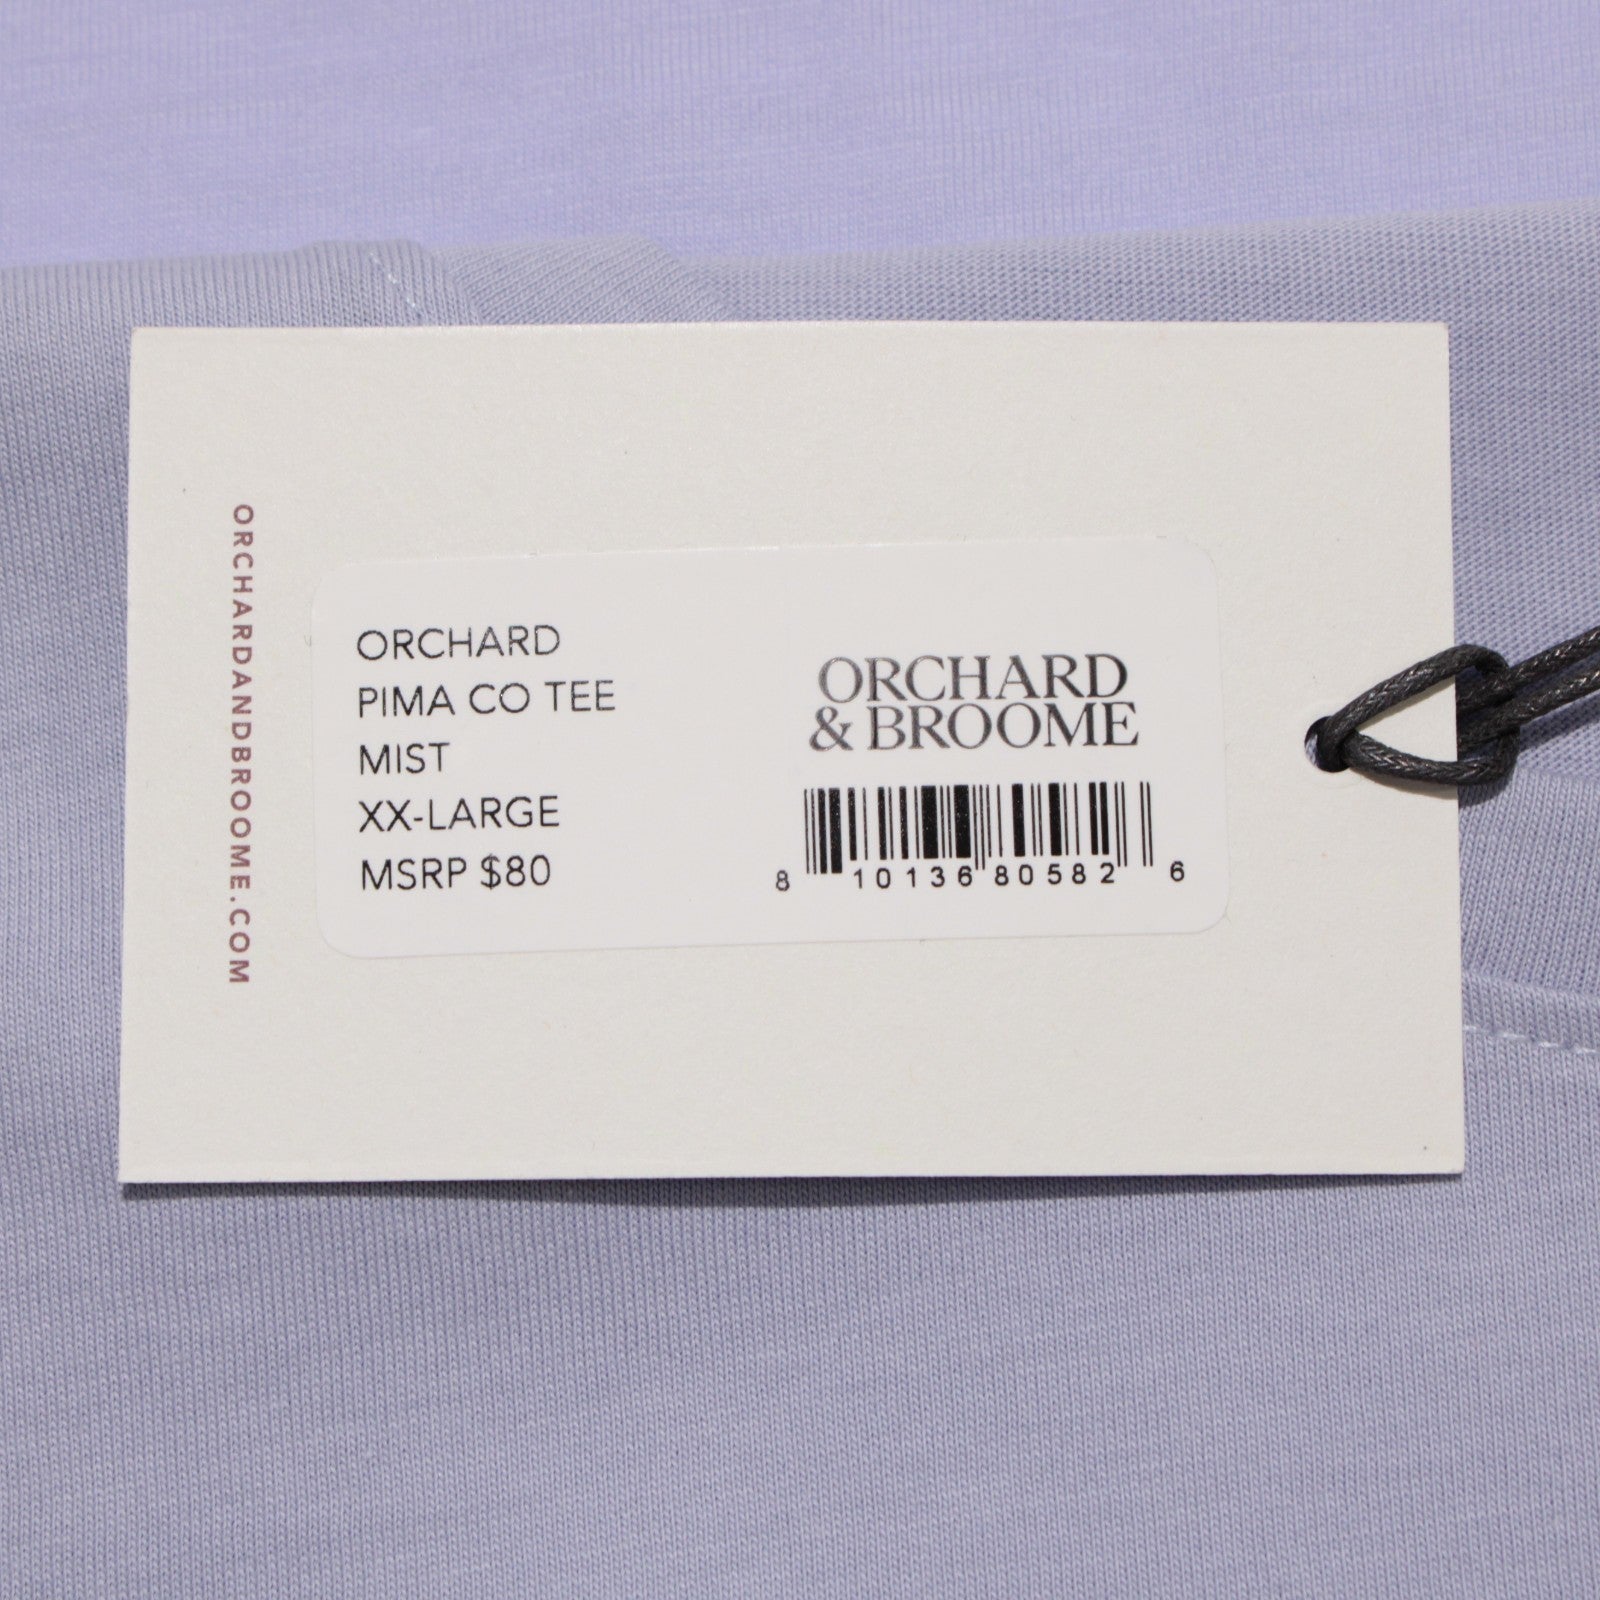 ORCHARDANDBROOME.COM
ORCHARD
PIMA CO TEE
MIST
XX-LARGE
MSRP $80
ORCHARD
& BROOME
8 10136 80582 6